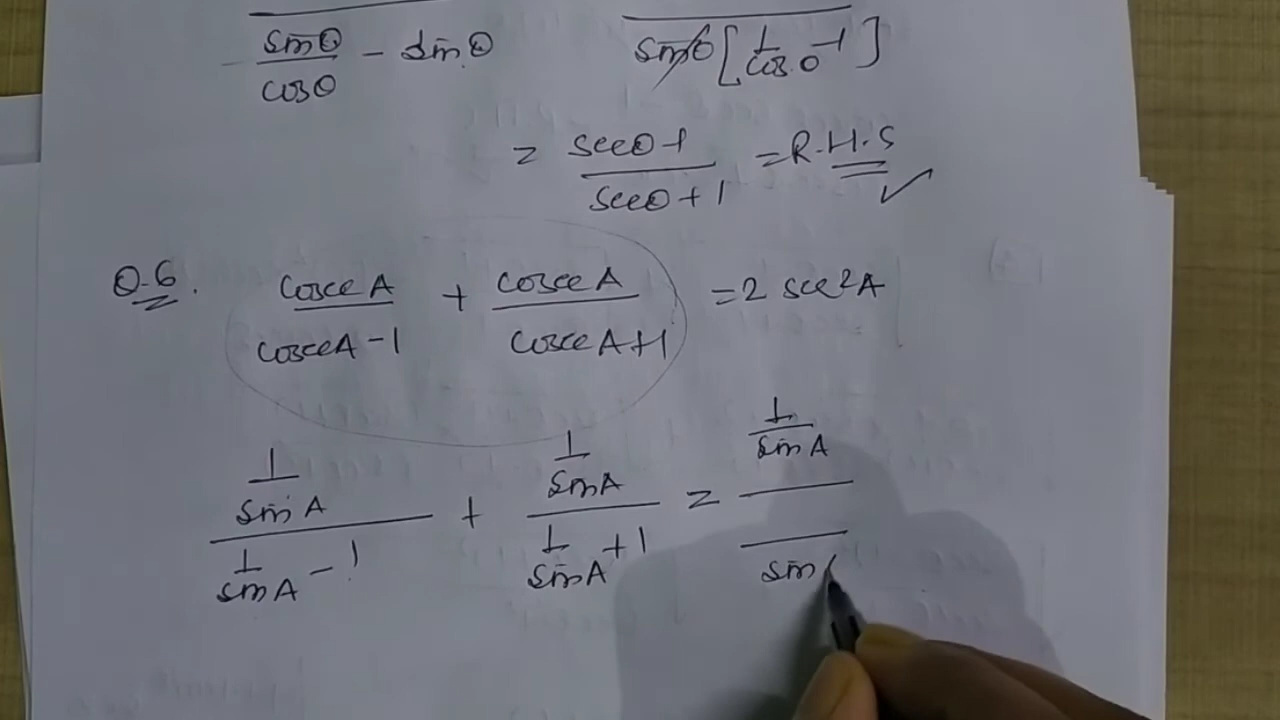 sinθ/cosθ - sinθ    sinθ[1/cosθ -1]
= secθ-1/secθ+1 = R.H.S
Q.6. cosecA/cosecA-1 + cosecA/cosecA+1 = 2 sec²A
1/sinA/1/sinA - 1 + 1/sinA/1/sinA + 1 = 1/sinA/sin